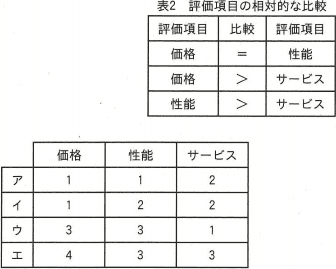 表2 評価項目の相対的な比較
評価項目 比較 評価項目
価格 = 性能
価格 > サービス
性能 > サービス
価格 性能 サービス
ア 1 1 2
イ 1 2 2
ウ 3 3 1
エ 4 3 3